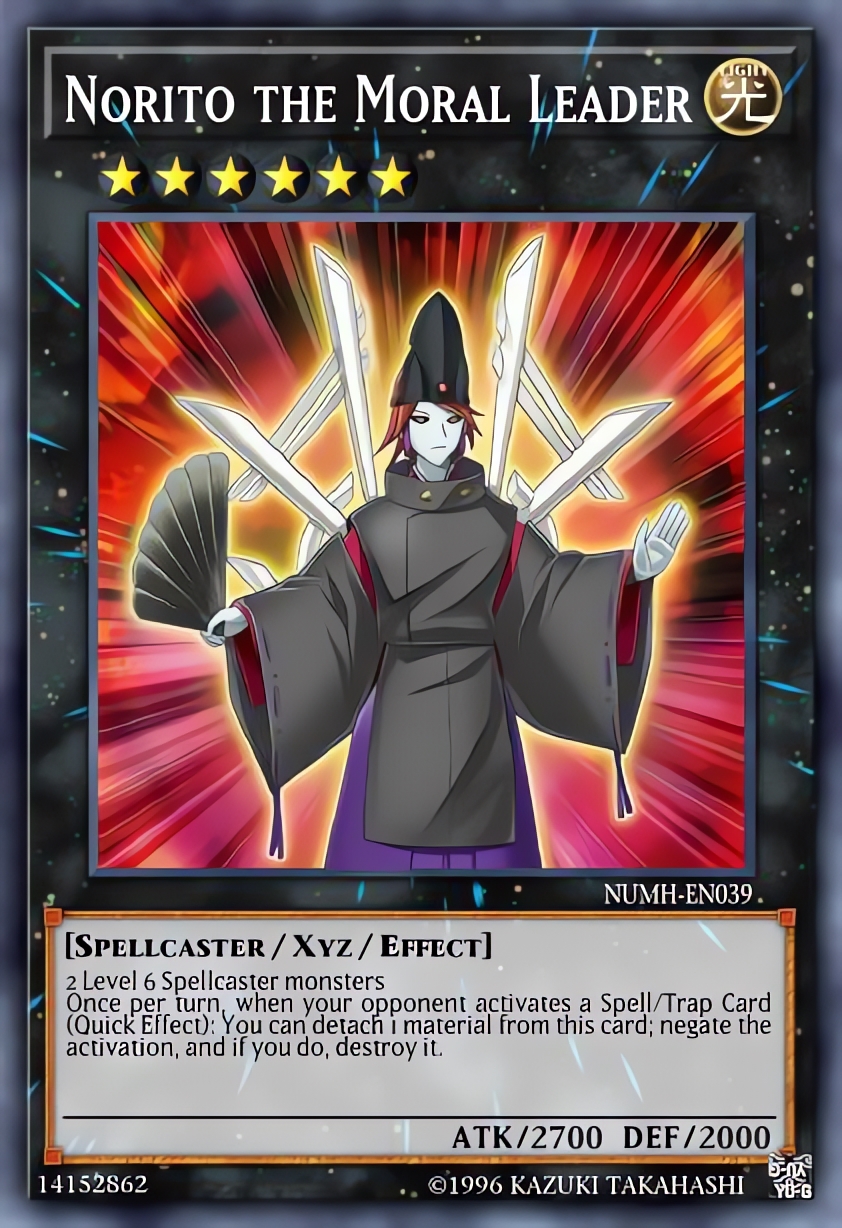 NORITO THE MORAL LEADER
LIGHT
光
NUMH-EN039
[SPELLCASTER / XYZ / EFFECT]
2 Level 6 Spellcaster monsters
Once per turn, when your opponent activates a Spell/Trap Card
(Quick Effect): You can detach 1 material from this card; negate the
activation, and if you do, destroy it.
ATK/2700 DEF/2000
14152862
©1996 KAZUKI TAKAHASHI